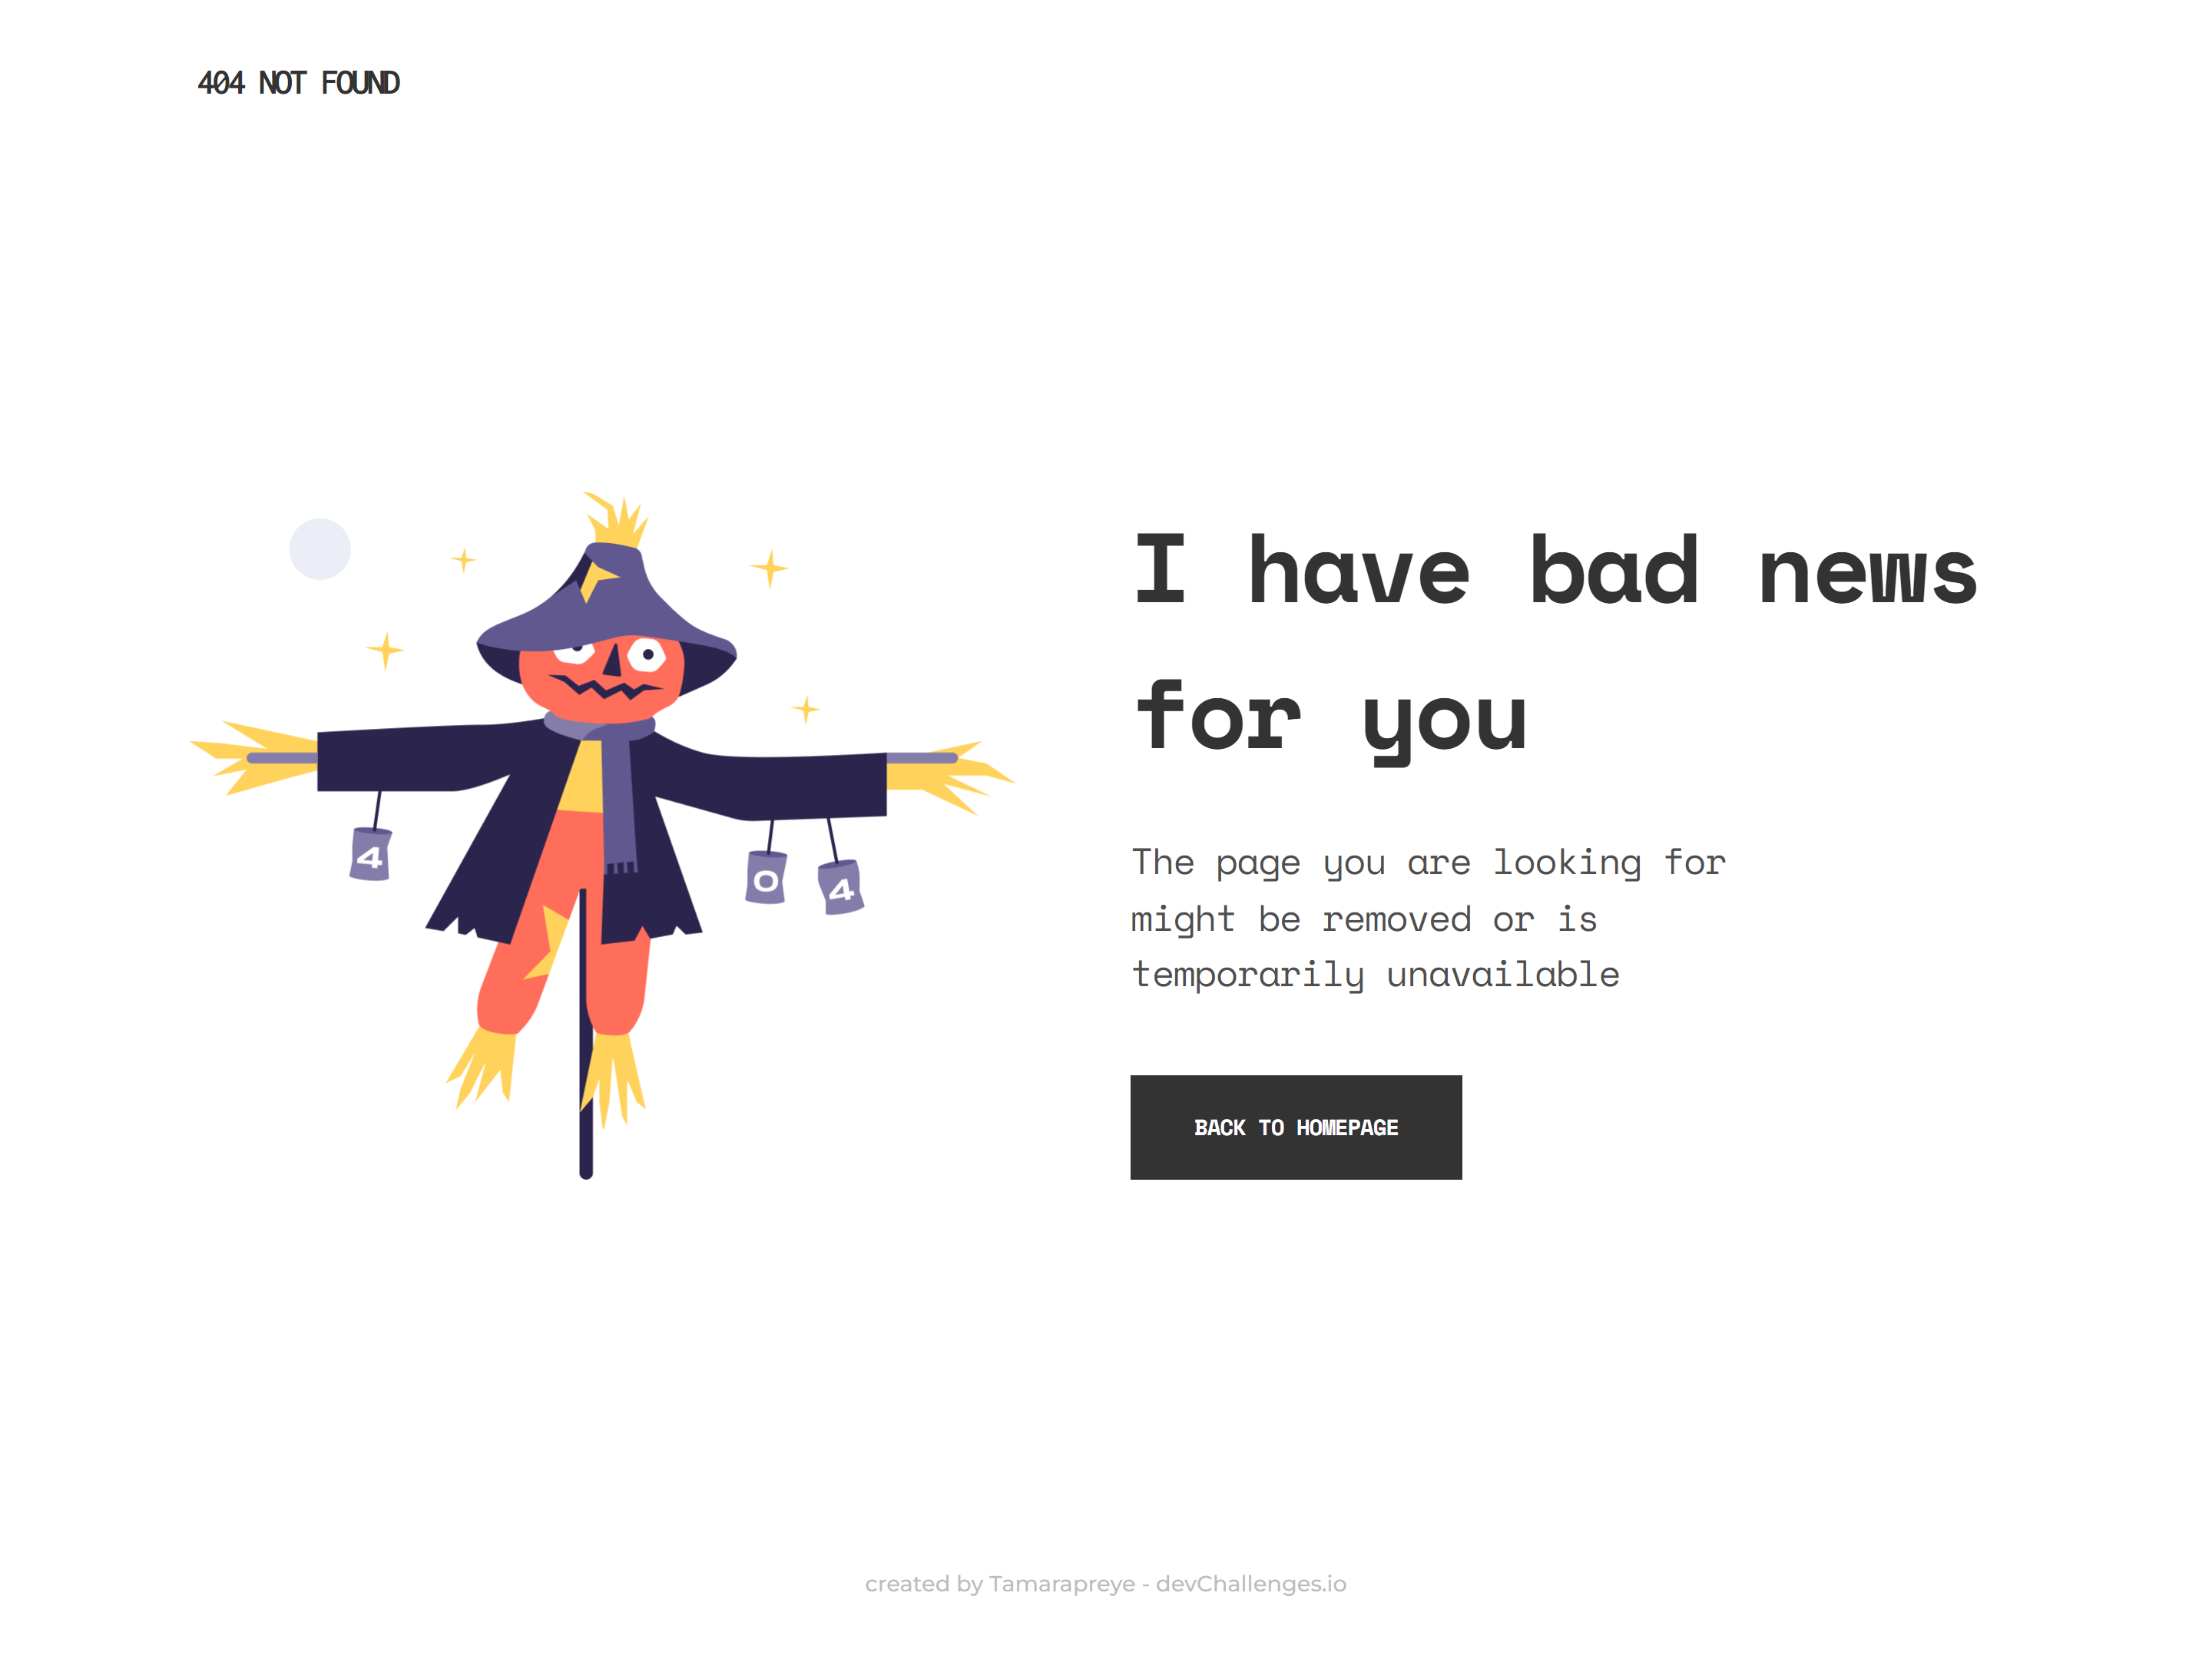 404 NOT FOUND
I have bad news
for you
4
0
4
The page you are looking for
might be removed or is
temporarily unavailable
BACK TO HOMEPAGE
created by Tamarapreye - devChallenges.io